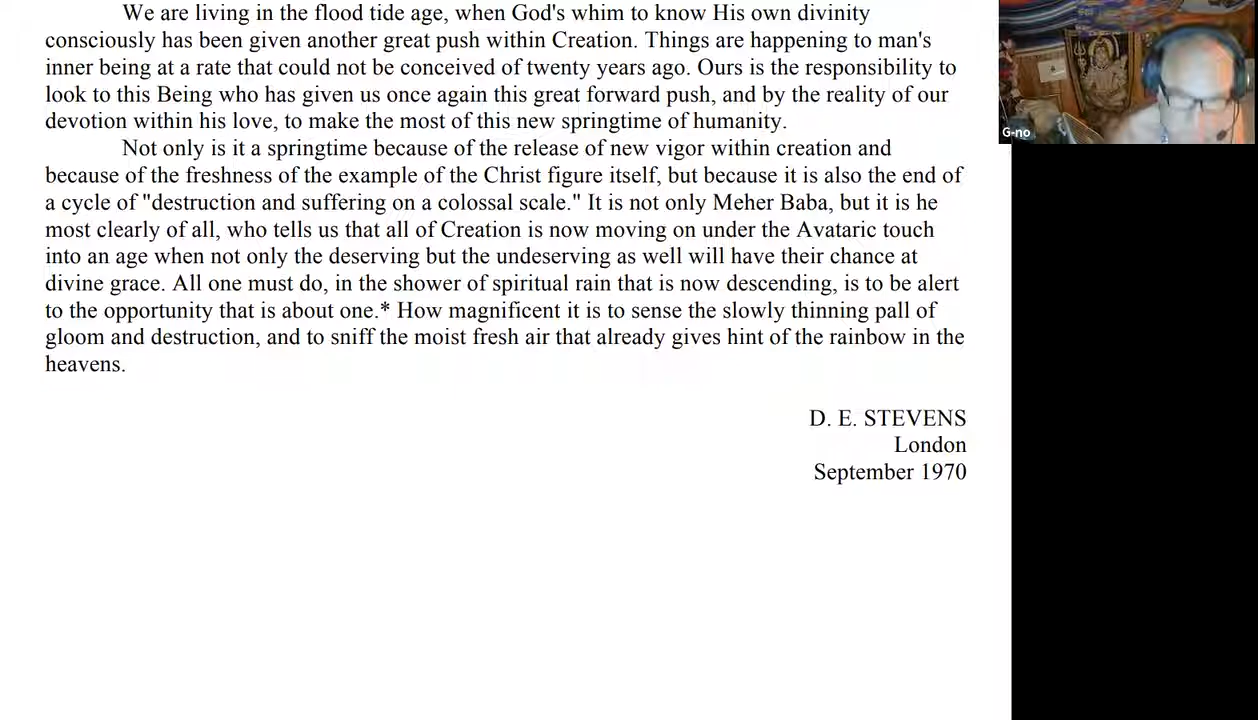 We are living in the flood tide age, when God's whim to know His own divinity
consciously has been given another great push within Creation. Things are happening to man's
inner being at a rate that could not be conceived of twenty years ago. Ours is the responsibility to
look to this Being who has given us once again this great forward push, and by the reality of our
devotion within his love, to make the most of this new springtime of humanity.
Not only is it a springtime because of the release of new vigor within creation and
because of the freshness of the example of the Christ figure itself, but because it is also the end of
a cycle of "destruction and suffering on a colossal scale." It is not only Meher Baba, but it is he
most clearly of all, who tells us that all of Creation is now moving on under the Avataric touch
into an age when not only the deserving but the undeserving as well will have their chance at
divine grace. All one must do, in the shower of spiritual rain that is now descending, is to be alert
to the opportunity that is about one.* How magnificent it is to sense the slowly thinning pall of
gloom and destruction, and to sniff the moist fresh air that already gives hint of the rainbow in the
heavens.
D. E. STEVENS
London
September 1970
G-no